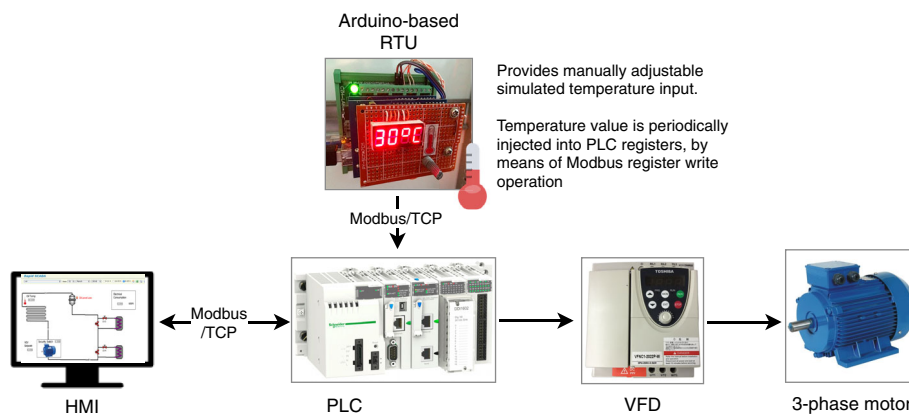 Arduino-based
RTU
30ºC
Provides manually adjustable
simulated temperature input.
Temperature value is periodically
injected into PLC registers, by
means of Modbus register write
operation
Modbus/TCP
Modbus
/TCP
TOSHIBA
HMI
PLC
VFD
3-phase motor